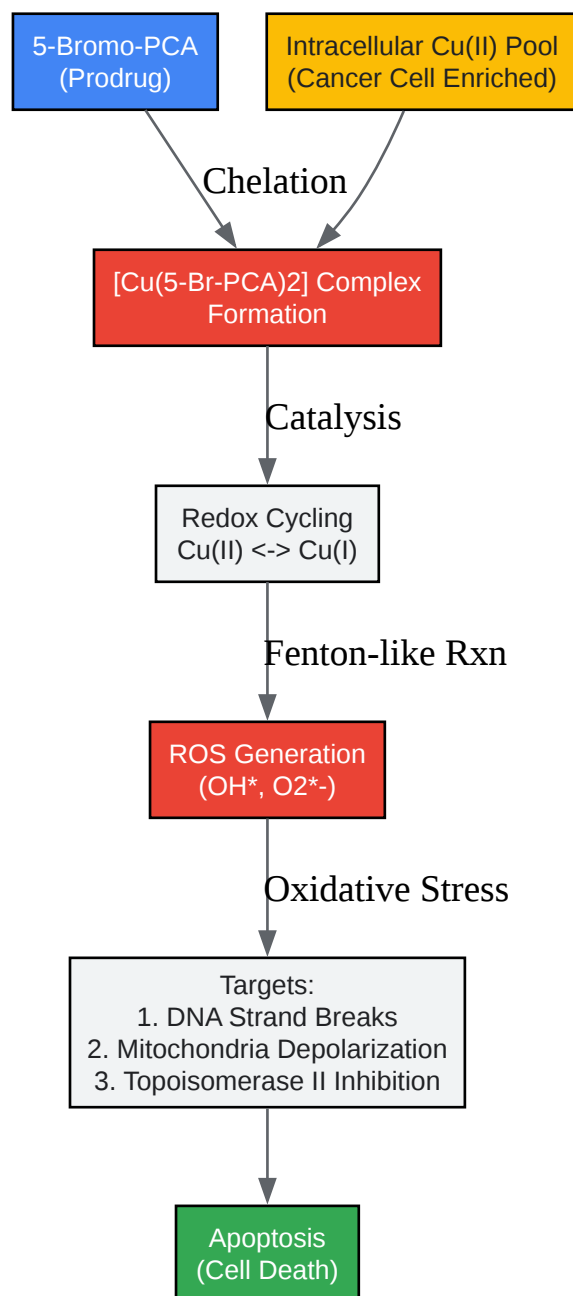 5-Bromo-PCA
(Prodrug)
Intracellular Cu(II) Pool
(Cancer Cell Enriched)
Chelation
[Cu(5-Br-PCA)2] Complex
Formation
Catalysis
Redox Cycling
Cu(II) <-> Cu(I)
Fenton-like Rxn
ROS Generation
(OH*, O2*-)
Oxidative Stress
Targets:
1. DNA Strand Breaks
2. Mitochondria Depolarization
3. Topoisomerase II Inhibition
Apoptosis
(Cell Death)